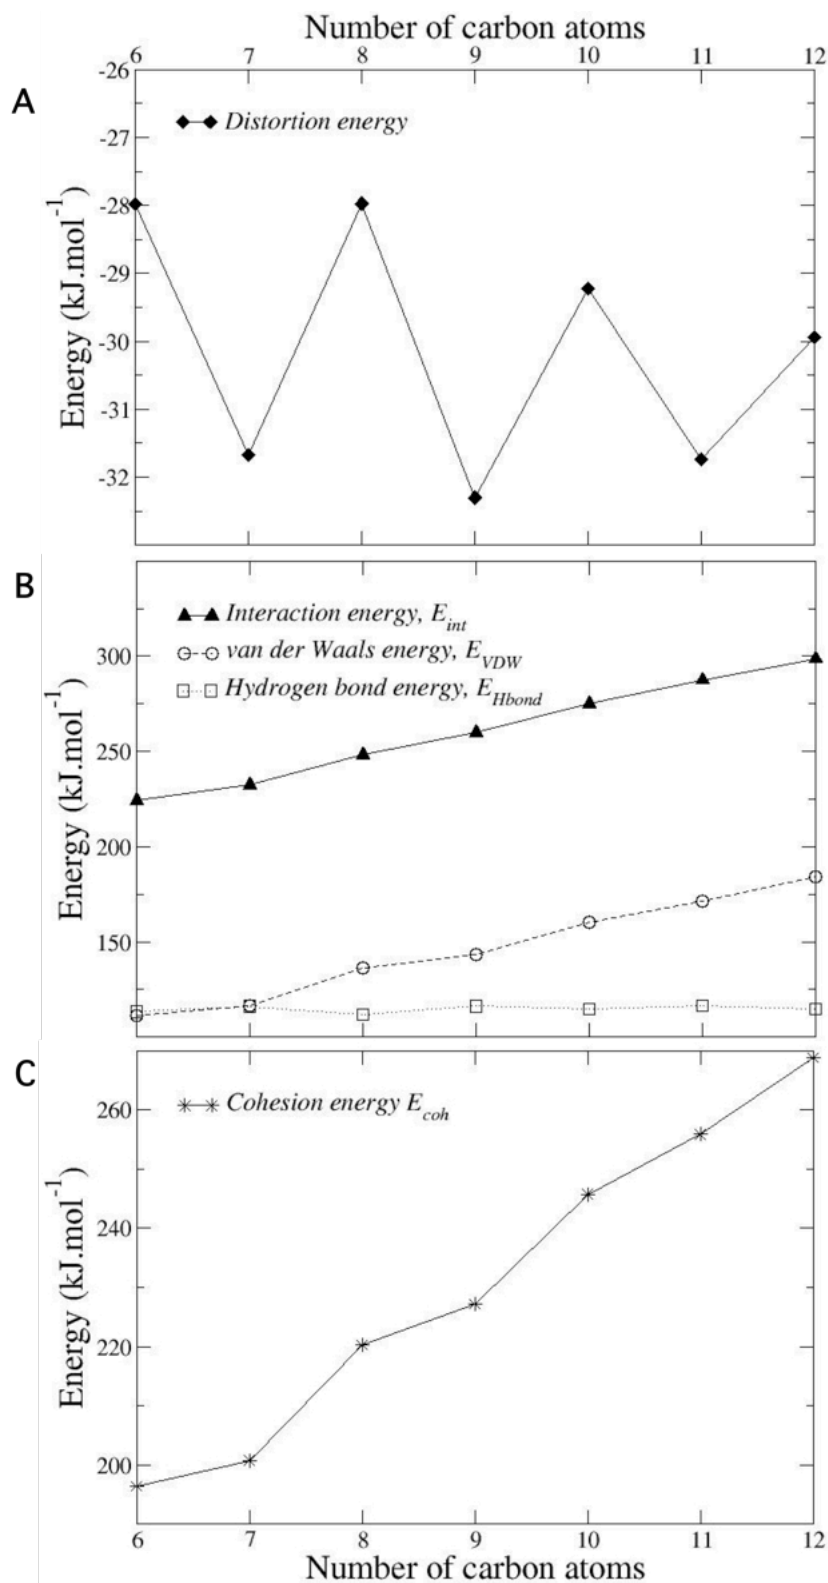 Number of carbon atoms
6 7 8 9 10 11 12
A
-26
Distortion energy
-27
-28
-29
-30
-31
-32
Energy (kJ.mol-1)
B
Interaction energy, Eint
van der Waals energy, EVDW
Hydrogen bond energy, EHbond
300
250
200
150
Energy (kJ.mol-1)
C
Cohesion energy Ecoh
260
240
220
200
Energy (kJ.mol-1)
6 7 8 9 10 11 12
Number of carbon atoms